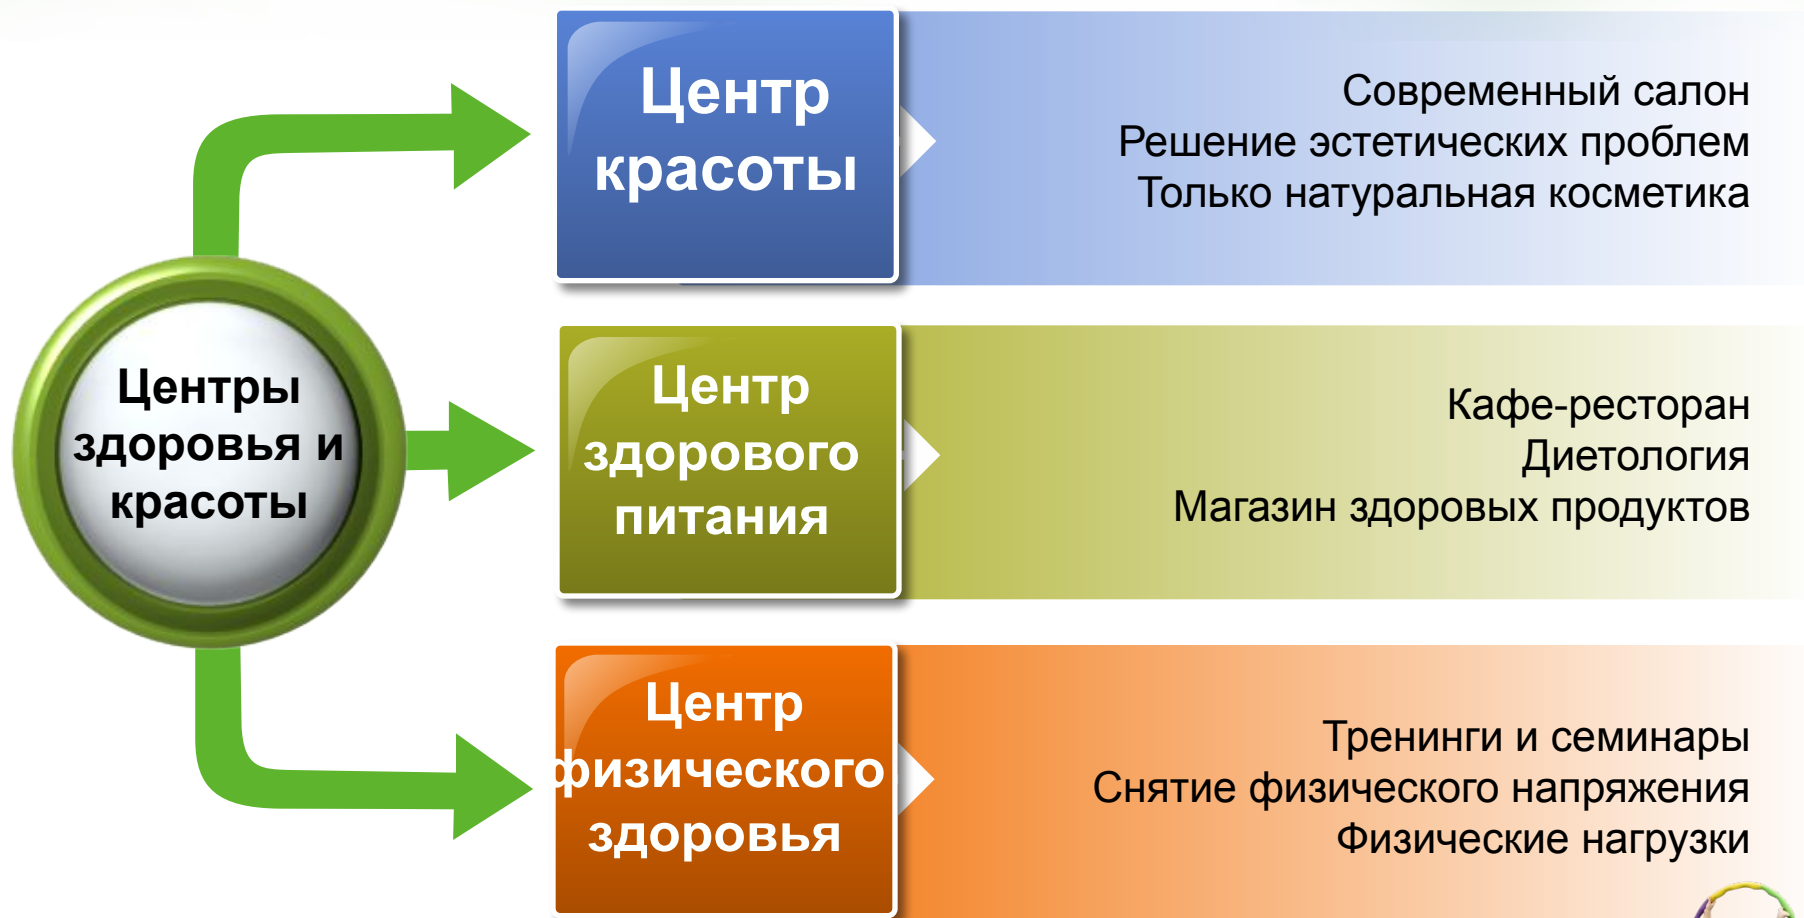 Центры
здоровья и
красоты
Центр
красоты
Современный салон
Решение эстетических проблем
Только натуральная косметика
Центр
здорового
питания
Кафе-ресторан
Диетология
Магазин здоровых продуктов
Центр
физического
здоровья
Тренинги и семинары
Снятие физического напряжения
Физические нагрузки